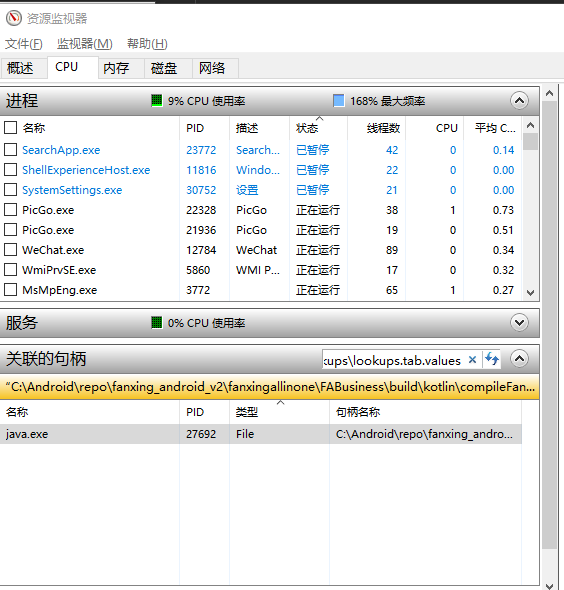 资源监视器
文件(F) 监视器(M) 帮助(H)
概述 CPU 内存 磁盘 网络
进程 9% CPU 使用率 168% 最大频率
名称 PID 描述 状态 线程数 CPU 平均 C...
SearchApp.exe 23772 Search... 已暂停 42 0 0.14
ShellExperienceHost.exe 11816 Windo... 已暂停 22 0 0.00
SystemSettings.exe 30752 设置 已暂停 21 0 0.00
PicGo.exe 22328 PicGo 正在运行 38 1 0.73
PicGo.exe 21936 PicGo 正在运行 19 0 0.51
WeChat.exe 12784 WeChat 正在运行 89 0 0.34
WmiPrvSE.exe 5860 WMI P... 正在运行 17 0 0.32
MsMpEng.exe 3772 正在运行 65 1 0.27
服务 0% CPU 使用率
关联的句柄 kups\lookups.tab.values
"C:\Android\repo\fanxing_android_v2\fanxingallinone\FABusiness\build\kotlin\compileFan...
名称 PID 类型 句柄名称
java.exe 27692 File C:\Android\repo\fanxing_andro...